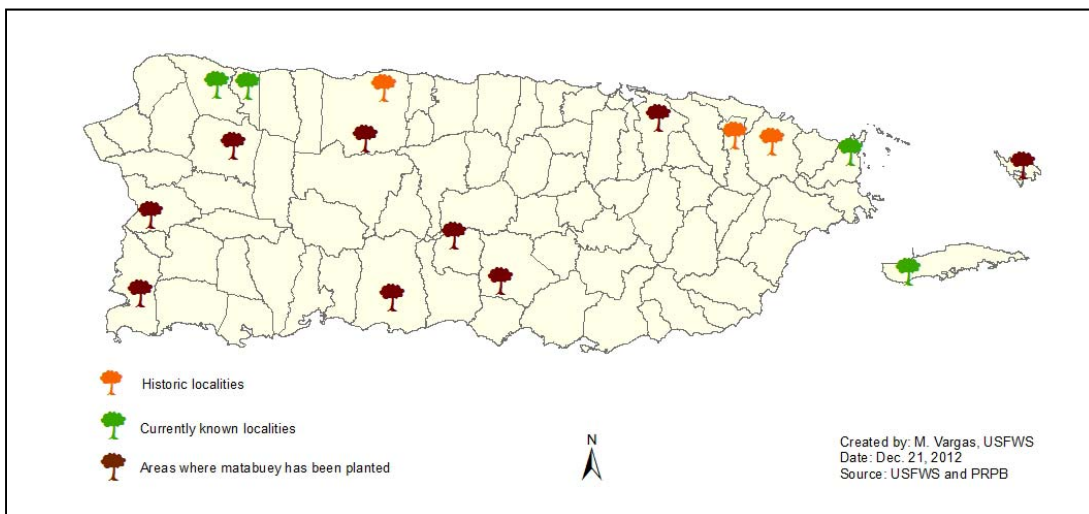 Historic localities
Currently known localities
Areas where matabuey has been planted
N
Created by: M. Vargas, USFWS
Date: Dec. 21, 2012
Source: USFWS and PRPB